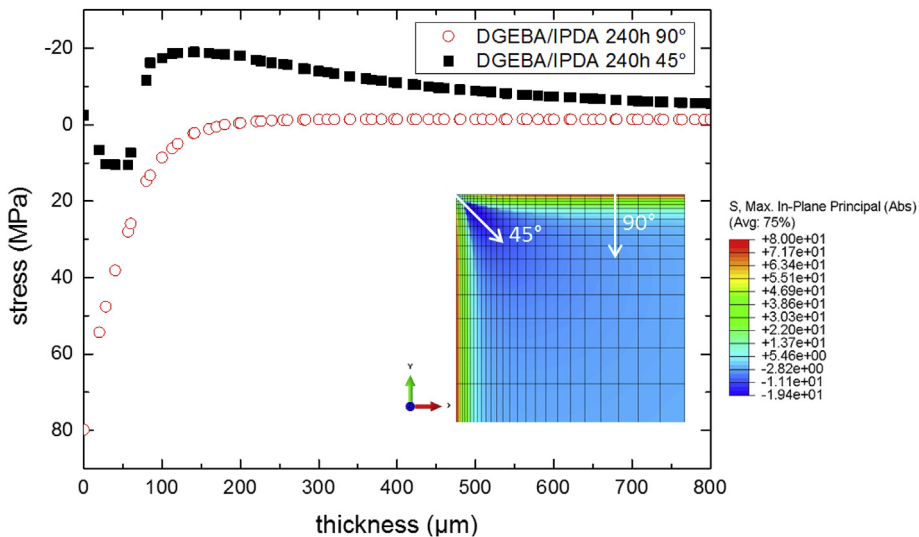 DGEBA/IPDA 240h 90°
DGEBA/IPDA 240h 45°
-20
0
20
40
60
80
stress (MPa)
0
100
200
300
400
500
600
700
800
thickness (µm)
45°
90°
Y
X
S, Max. In-Plane Principal (Abs)
(Avg: 75%)
+8.00e+01
+7.17e+01
+6.34e+01
+5.51e+01
+4.69e+01
+3.86e+01
+3.03e+01
+2.20e+01
+1.37e+01
+5.46e+00
-2.82e+00
-1.11e+01
-1.94e+01